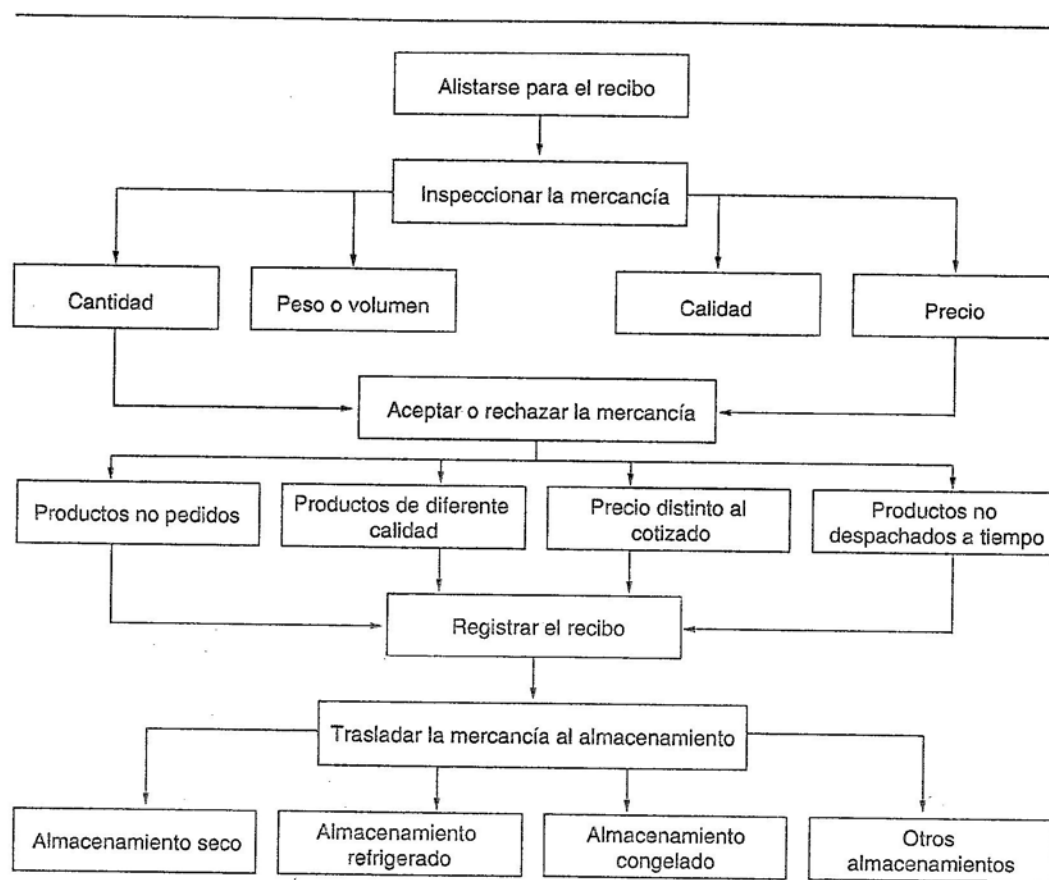 Alistarse para el recibo
Inspeccionar la mercancía
Cantidad
Peso o volumen
Calidad
Precio
Aceptar o rechazar la mercancía
Productos no pedidos
Productos de diferente
calidad
Precio distinto al
cotizado
Productos no
despachados a tiempo
Registrar el recibo
Trasladar la mercancía al almacenamiento
Almacenamiento seco
Almacenamiento
refrigerado
Almacenamiento
congelado
Otros
almacenamientos